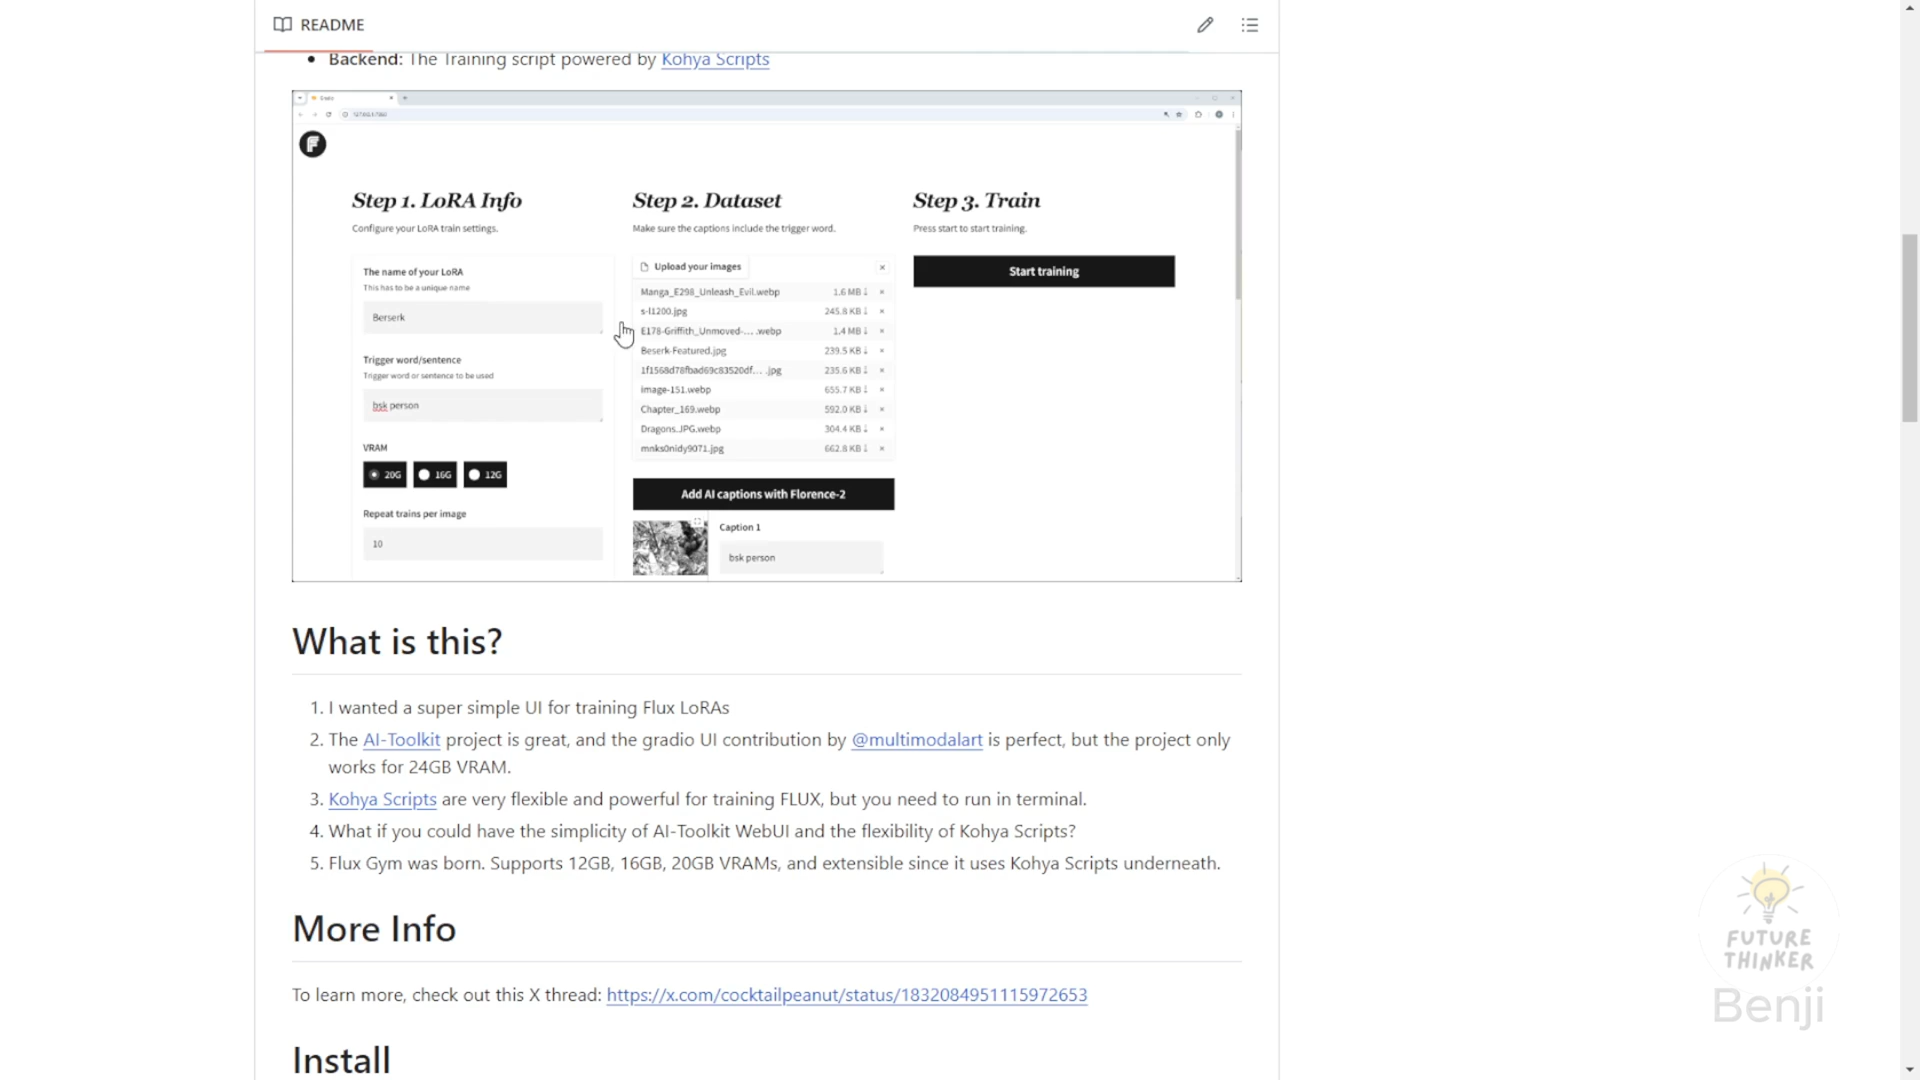 README
Backend: The Training script powered by Kohya Scripts
Step 1. LoRA Info
Configure your LoRA train settings.
The name of your LoRA
This has to be a unique name
Berserk
Trigger word/sentence
Trigger word or sentence to be used
bsk person
VRAM
20G 16G 12G
Repeat trains per image
10
Step 2. Dataset
Make sure the captions include the trigger word.
Upload your images
Manga_E298_Unleash_Evil.webp 1.6 MB
s-l1200.jpg 245.8 KB
E178-Griffith_Unmoved-... .webp 1.4 MB
Beserk-Featured.jpg 239.5 KB
1f1568d78fbad69c83520df... .jpg 235.6 KB
image-151.webp 655.7 KB
Chapter_169.webp 592.0 KB
Dragons.JPG.webp 304.4 KB
mnks0nidy9071.jpg 662.8 KB
Add AI captions with Florence-2
Caption 1
bsk person
Step 3. Train
Press start to start training.
Start training
What is this?
1. I wanted a super simple UI for training Flux LoRAs
2. The AI-Toolkit project is great, and the gradio UI contribution by @multimodalart is perfect, but the project only
works for 24GB VRAM.
3. Kohya Scripts are very flexible and powerful for training FLUX, but you need to run in terminal.
4. What if you could have the simplicity of AI-Toolkit WebUI and the flexibility of Kohya Scripts?
5. Flux Gym was born. Supports 12GB, 16GB, 20GB VRAMs, and extensible since it uses Kohya Scripts underneath.
More Info
To learn more, check out this X thread: https://x.com/cocktailpeanut/status/1832084951115972653
Install
FUTURE
THINKER
Benji